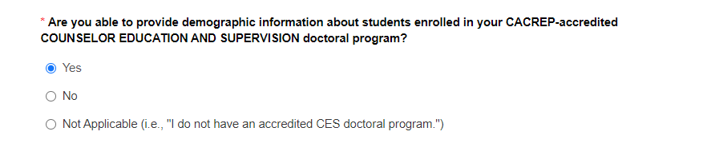 * Are you able to provide demographic information about students enrolled in your CACREP-accredited
COUNSELOR EDUCATION AND SUPERVISION doctoral program?
Yes
No
Not Applicable (i.e., "I do not have an accredited CES doctoral program.")